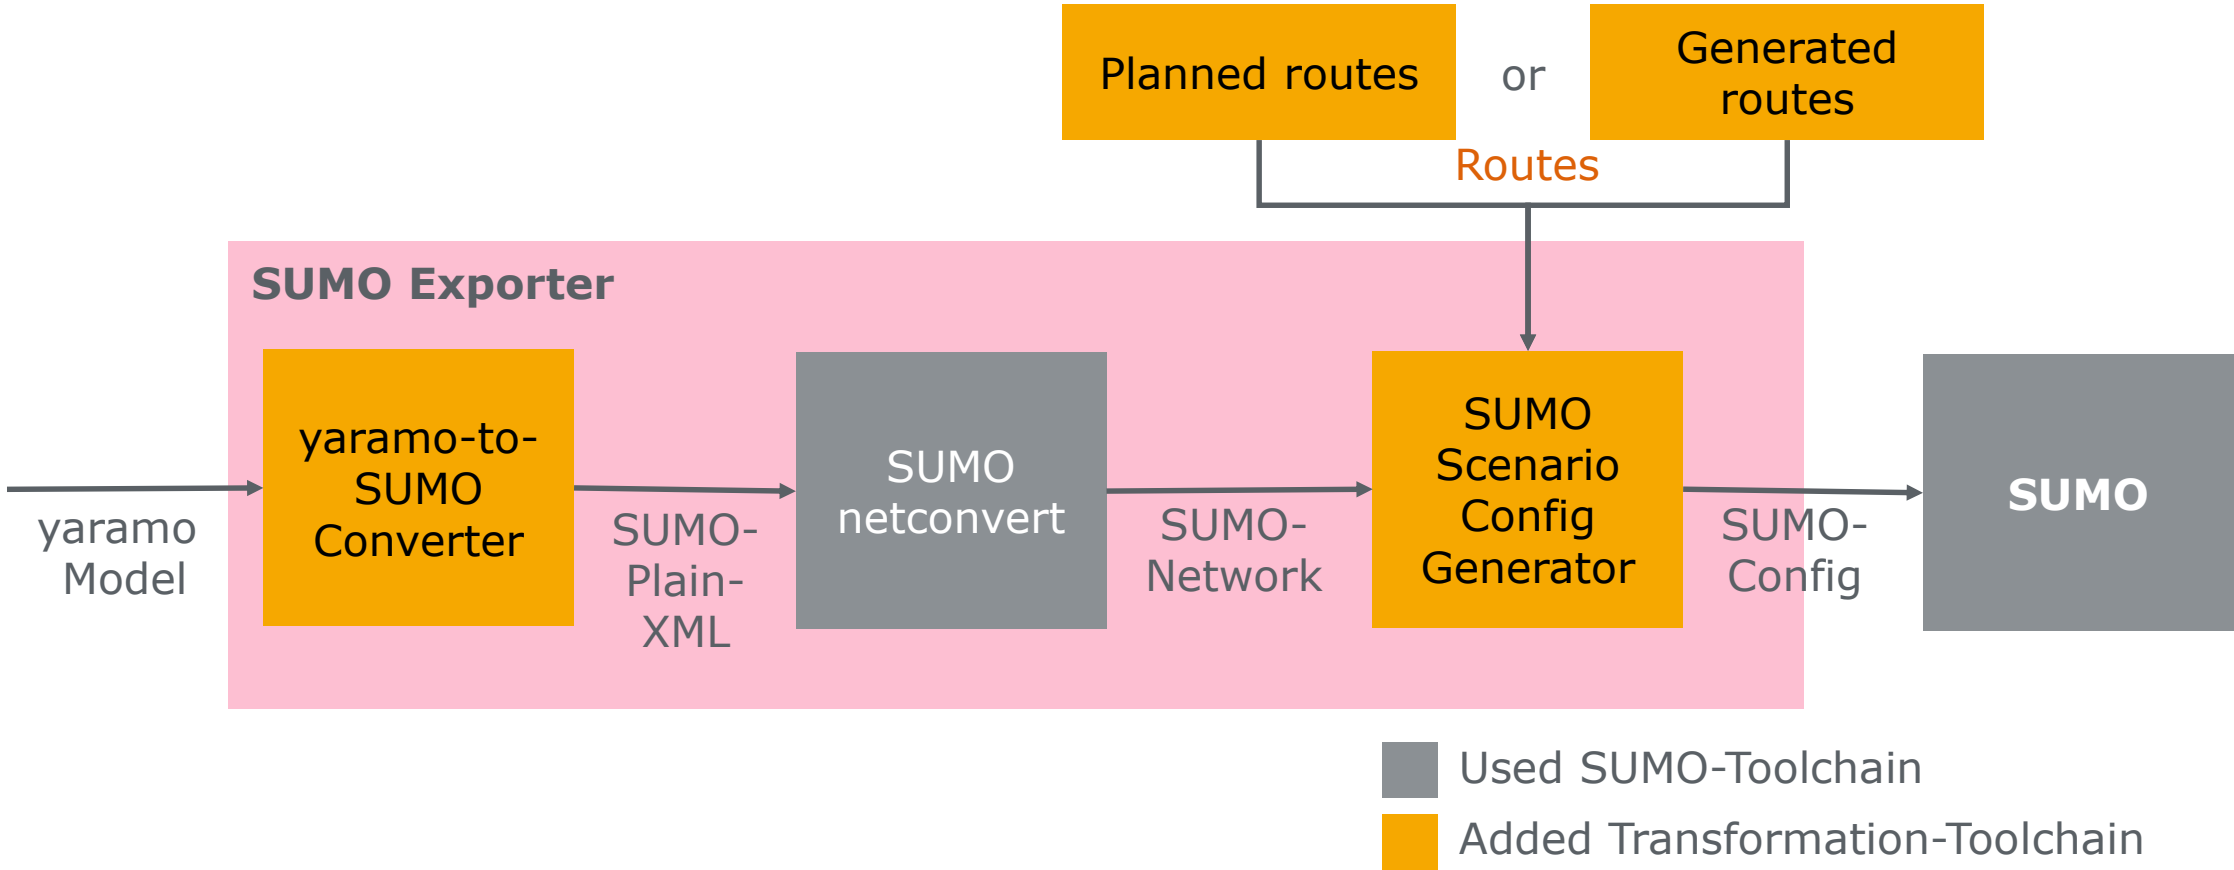 Planned routes
or
Generated
routes
Routes
SUMO Exporter
yaramo
Model
yaramo-to-
SUMO
Converter
SUMO-
Plain-
XML
SUMO
netconvert
SUMO-
Network
SUMO
Scenario
Config
Generator
SUMO-
Config
SUMO
Used SUMO-Toolchain
Added Transformation-Toolchain